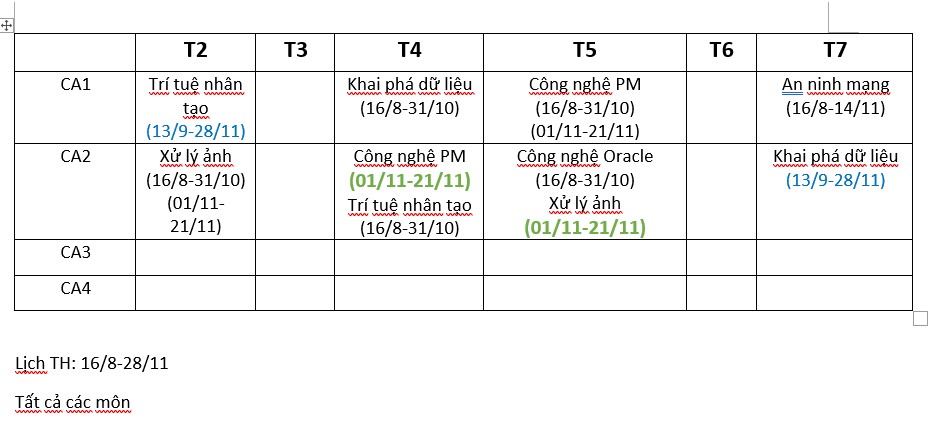 T2 T3 T4 T5 T6 T7
CA1
Trí tuệ nhân
tạo
(13/9-28/11)
Khai phá dữ liệu
(16/8-31/10)
Công nghệ PM
(16/8-31/10)
(01/11-21/11)
An ninh mạng
(16/8-14/11)
CA2
Xử lý ảnh
(16/8-31/10)
(01/11-
21/11)
Công nghệ PM
(01/11-21/11)
Trí tuệ nhân tạo
(16/8-31/10)
Công nghệ Oracle
(16/8-31/10)
Xử lý ảnh
(01/11-21/11)
Khai phá dữ liệu
(13/9-28/11)
CA3
CA4
Lịch TH: 16/8-28/11
Tất cả các môn